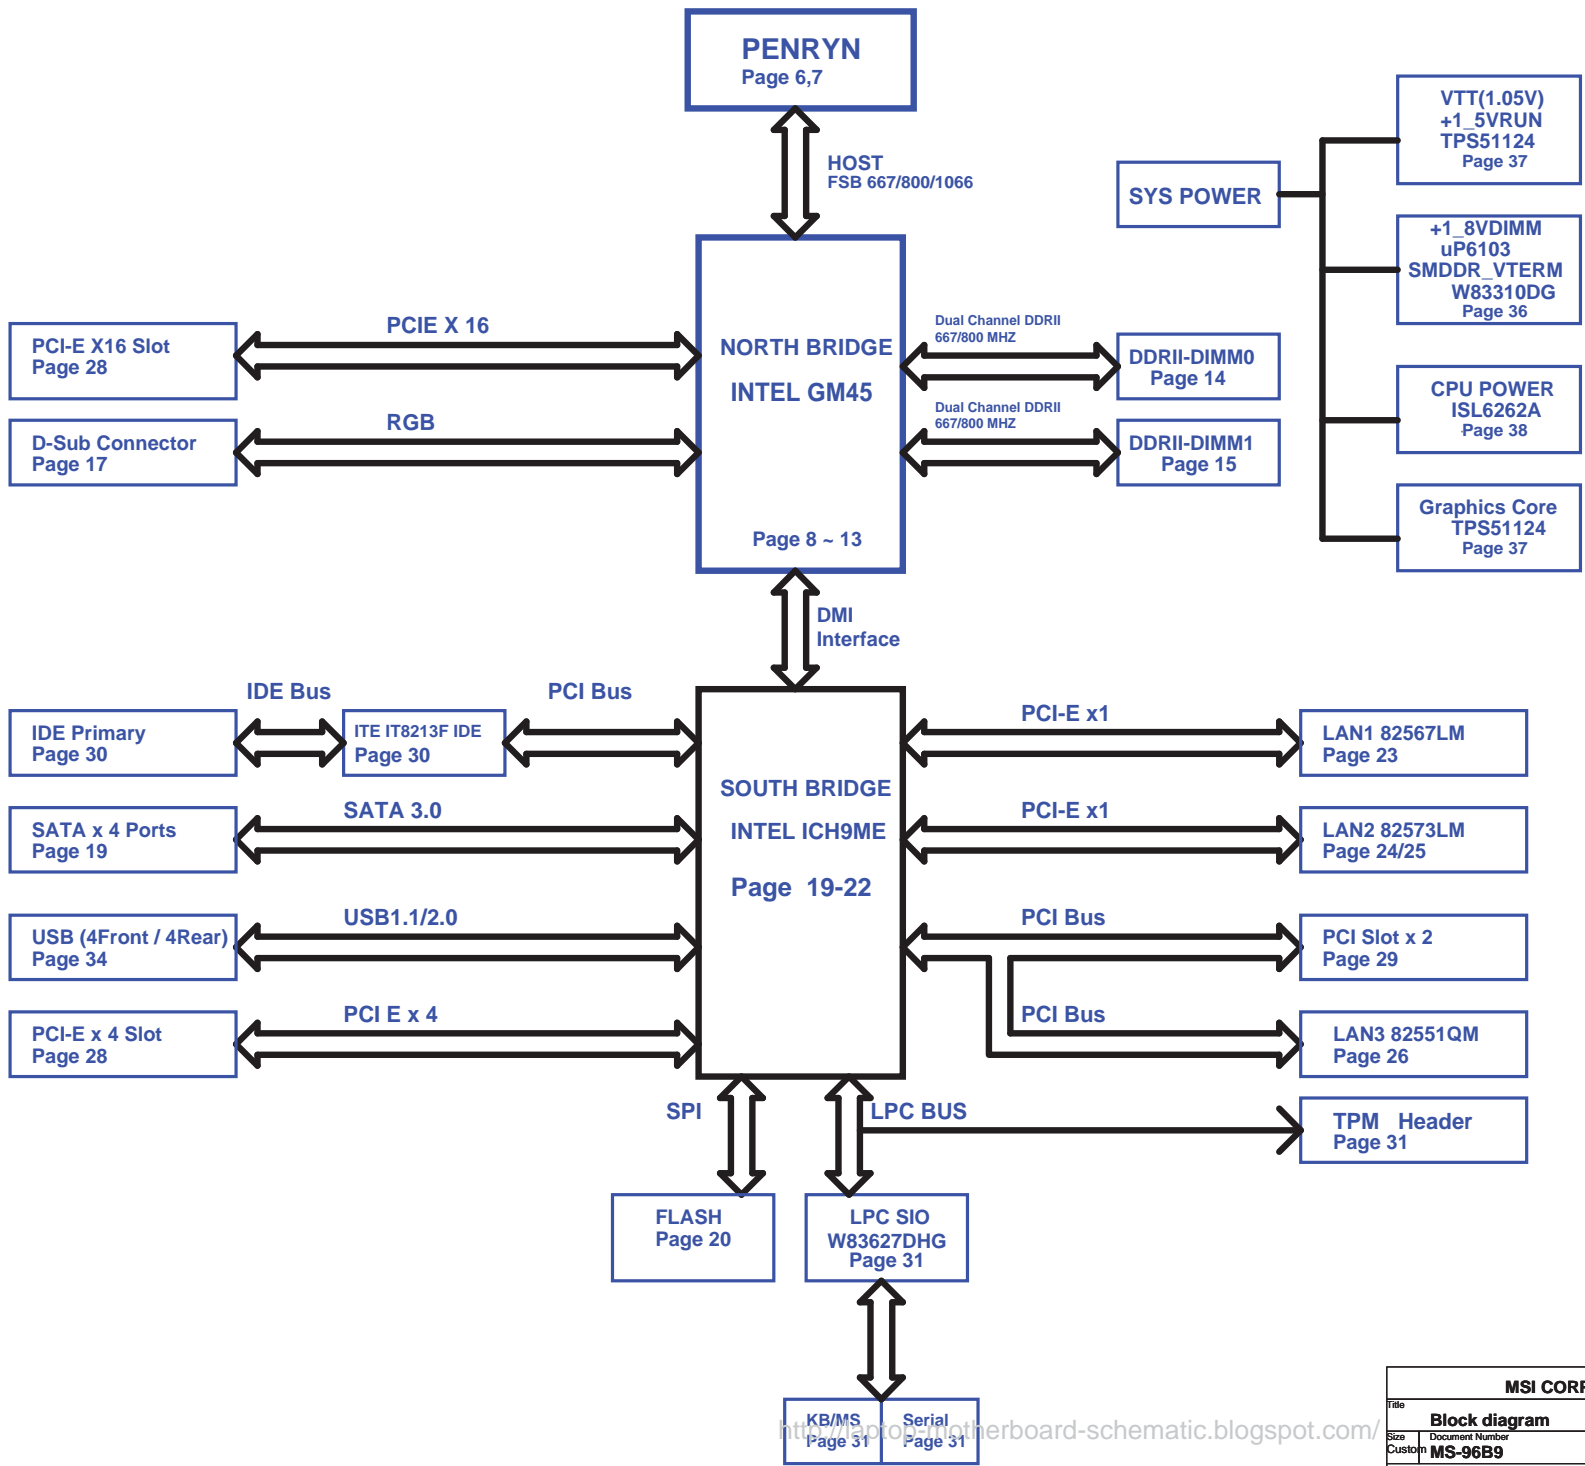 PENRYN
Page 6,7
HOST
FSB 667/800/1066
SYS POWER
VTT(1.05V)
+1_5VRUN
TPS51124
Page 37
+1_8VDIMM
uP6103
SMDDR_VTERM
W83310DG
Page 36
CPU POWER
ISL6262A
Page 38
Graphics Core
TPS51124
Page 37
PCI-E X16 Slot
Page 28
PCIE X 16
D-Sub Connector
Page 17
RGB
NORTH BRIDGE
INTEL GM45
Page 8 ~ 13
Dual Channel DDRII
667/800 MHZ
DDRII-DIMM0
Page 14
Dual Channel DDRII
667/800 MHZ
DDRII-DIMM1
Page 15
DMI
Interface
IDE Bus
PCI Bus
IDE Primary
Page 30
ITE IT8213F IDE
Page 30
SATA 3.0
SATA x 4 Ports
Page 19
USB1.1/2.0
USB (4Front / 4Rear)
Page 34
PCI E x 4
PCI-E x 4 Slot
Page 28
SOUTH BRIDGE
INTEL ICH9ME
Page 19-22
PCI-E x1
LAN1 82567LM
Page 23
PCI-E x1
LAN2 82573LM
Page 24/25
PCI Bus
PCI Slot x 2
Page 29
PCI Bus
LAN3 82551QM
Page 26
SPI
LPC BUS
TPM Header
Page 31
FLASH
Page 20
LPC SIO
W83627DHG
Page 31
KB/MS
Page 31
Serial
Page 31
http://laptop-motherboard-schematic.blogspot.com/
MSI CORP
Title
Block diagram
Size
Document Number
Custom
MS-96B9